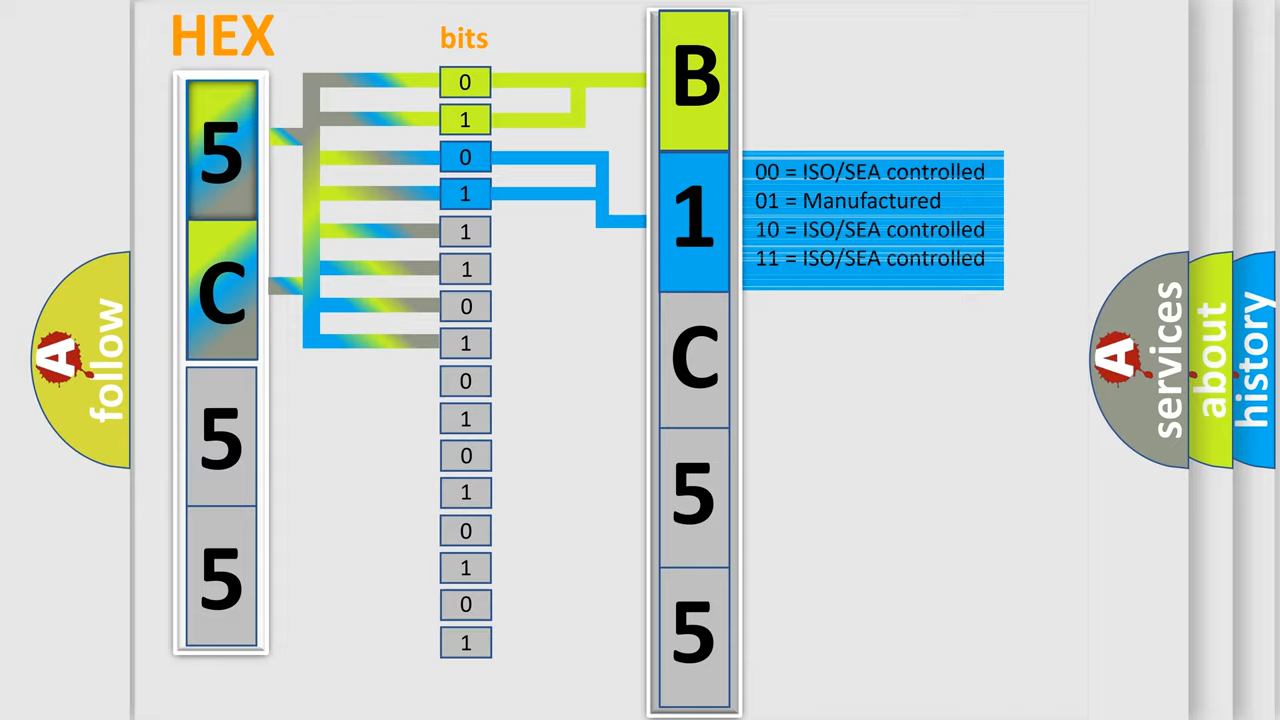 HEX
bits
5
C
5
5
0
1
0
1
1
1
0
1
0
1
0
1
0
1
0
1
B
1
C
5
5
00 = ISO/SEA controlled
01 = Manufactured
10 = ISO/SEA controlled
11 = ISO/SEA controlled
A
follow
A
services
about
history